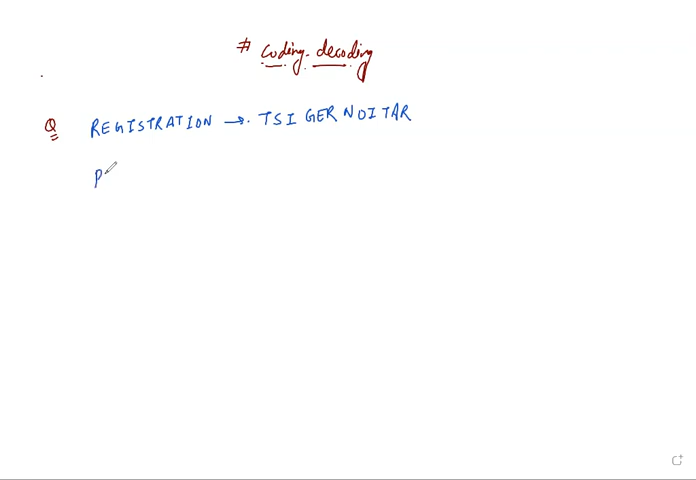 # coding-decoding
Q REGISTRATION → TSIGERNOITAR
P